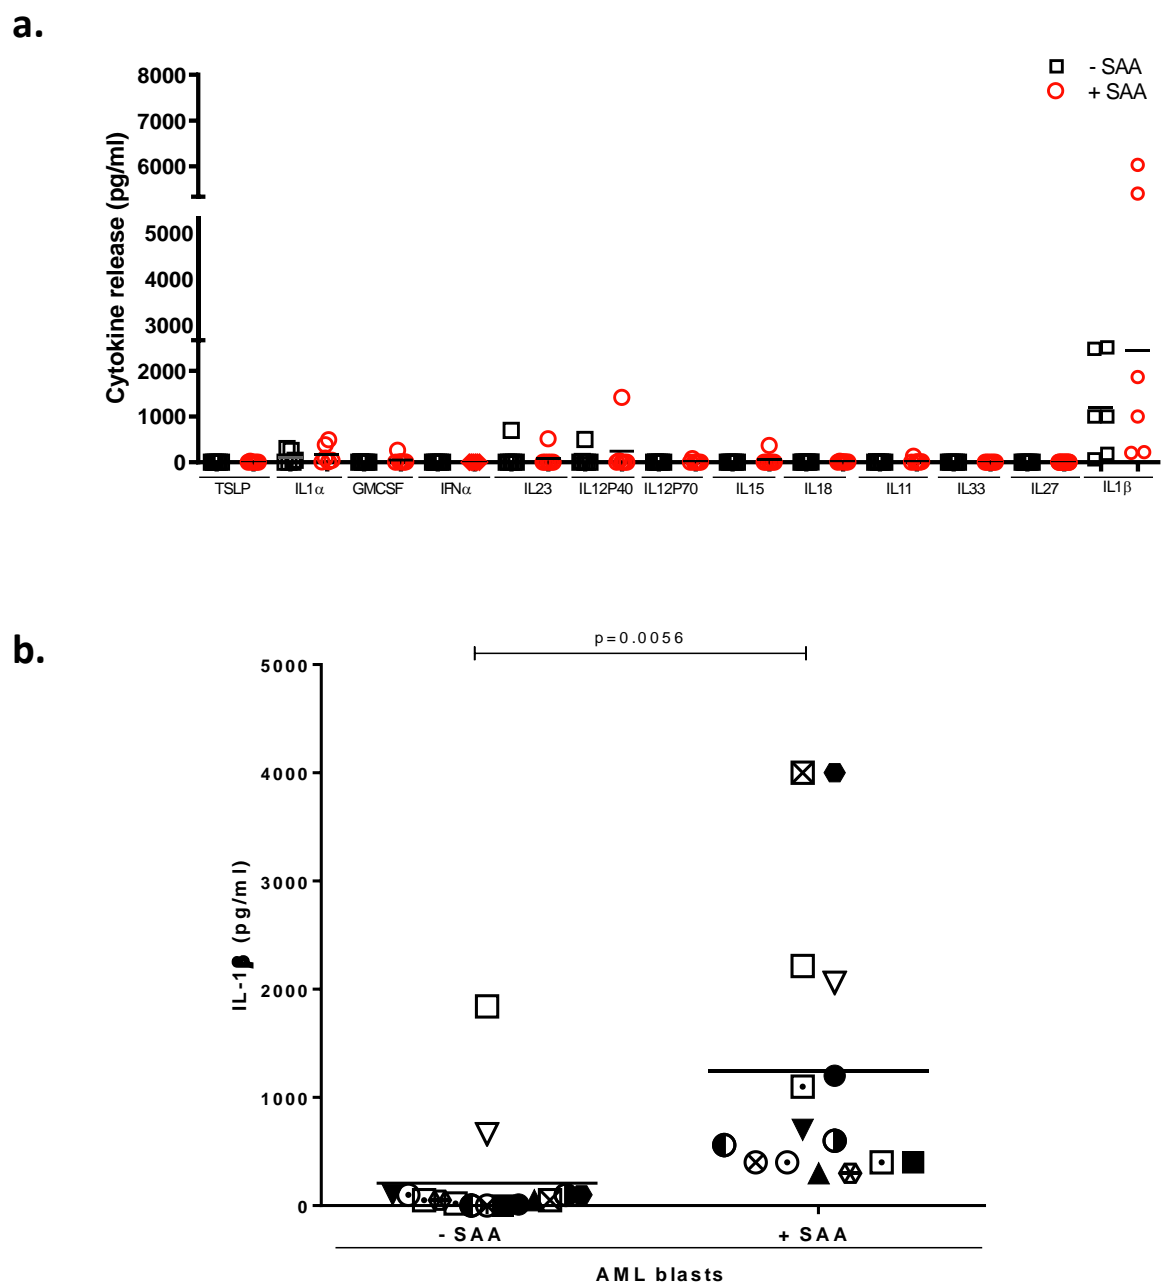 a.
- SAA
+ SAA
Cytokine release (pg/ml)
8000
7000
6000
5000
4000
3000
2000
1000
0
TSLP IL1α GMCSF IFNα IL23 IL12P40 IL12P70 IL15 IL18 IL11 IL33 IL27 IL1β
b.
p=0.0056
IL-1β (pg/ml)
5000
4000
3000
2000
1000
0
- SAA + SAA
AML blasts